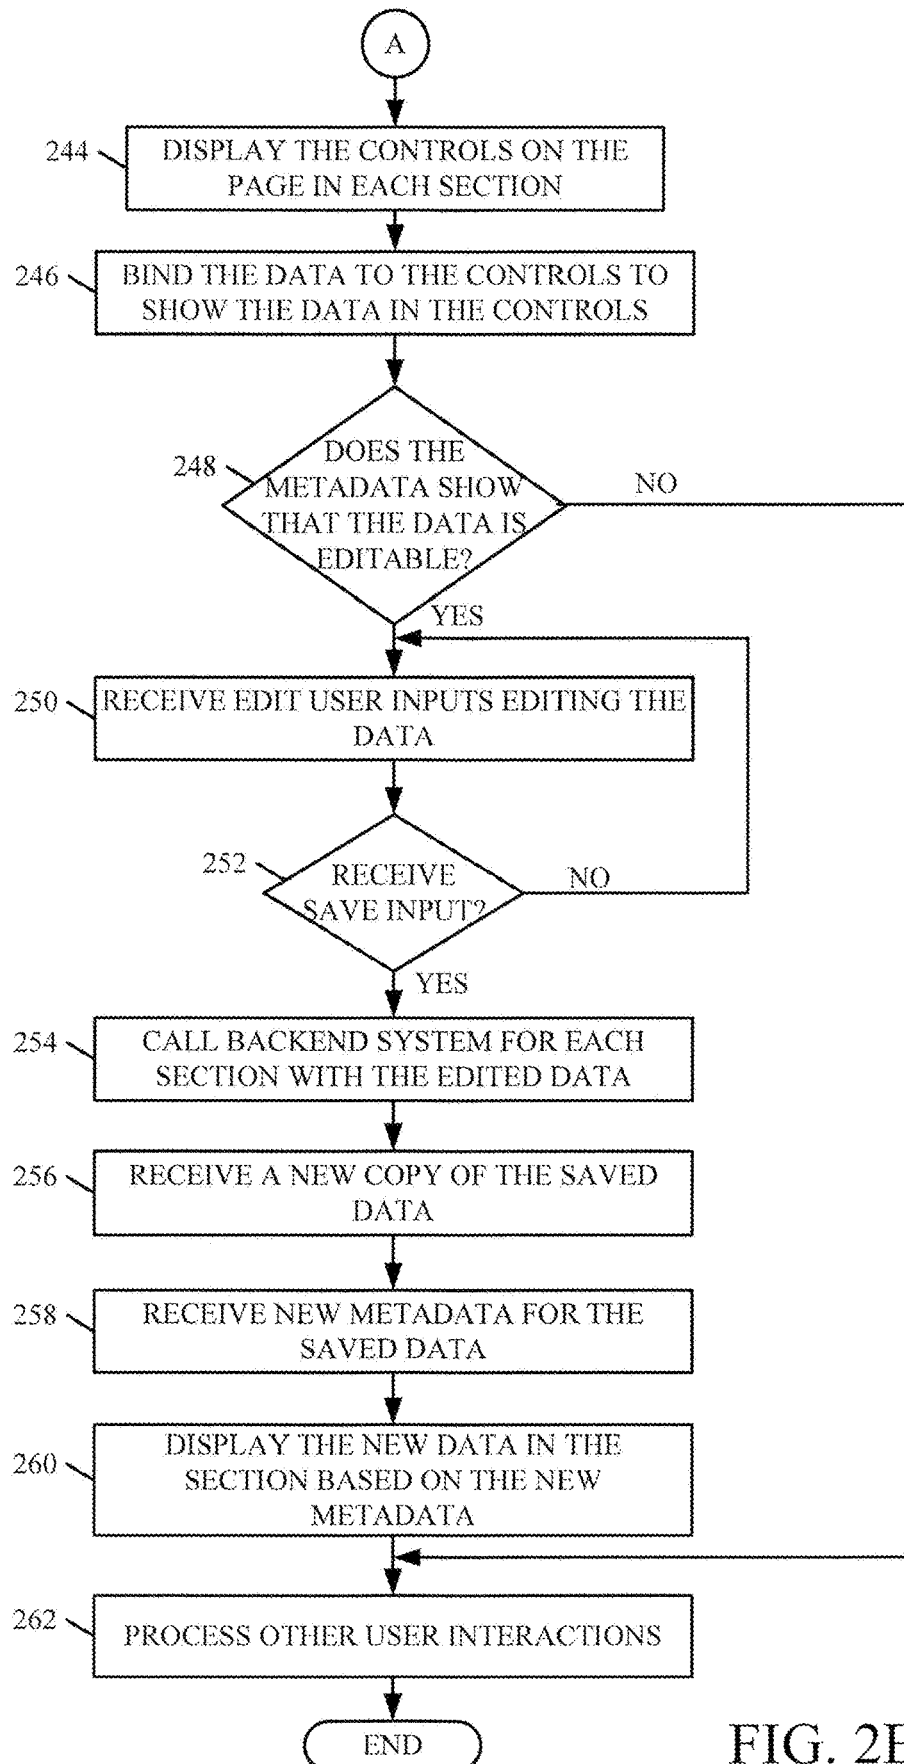 A
244
DISPLAY THE CONTROLS ON THE
PAGE IN EACH SECTION
246
BIND THE DATA TO THE CONTROLS TO
SHOW THE DATA IN THE CONTROLS
248
DOES THE
METADATA SHOW
THAT THE DATA IS
EDITABLE?
NO
YES
250
RECEIVE EDIT USER INPUTS EDITING THE
DATA
252
RECEIVE
SAVE INPUT?
NO
YES
254
CALL BACKEND SYSTEM FOR EACH
SECTION WITH THE EDITED DATA
256
RECEIVE A NEW COPY OF THE SAVED
DATA
258
RECEIVE NEW METADATA FOR THE
SAVED DATA
260
DISPLAY THE NEW DATA IN THE
SECTION BASED ON THE NEW
METADATA
262
PROCESS OTHER USER INTERACTIONS
END
FIG.